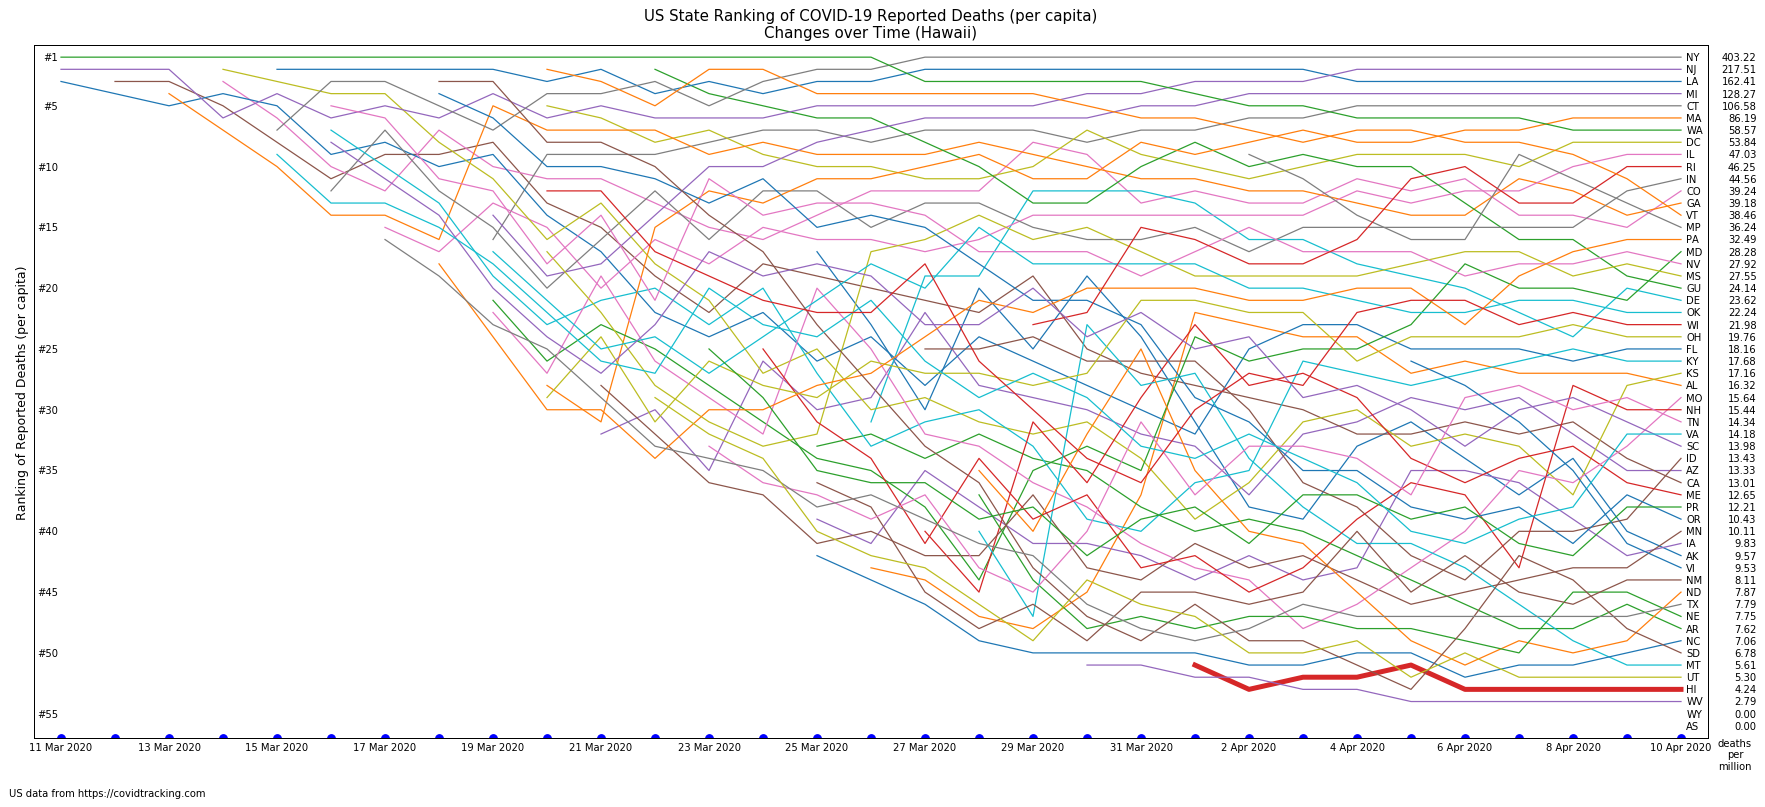 US State Ranking of COVID-19 Reported Deaths (per capita)
Changes over Time (Hawaii)
Ranking of Reported Deaths (per capita)
#1
#5
#10
#15
#20
#25
#30
#35
#40
#45
#50
#55
NY 403.22
NJ 217.51
LA 162.41
MI 128.27
CT 106.58
MA 86.19
WA 58.57
DC 53.84
IL 47.03
RI 46.25
IN 44.56
CO 39.24
GA 39.18
VT 38.46
MP 36.24
PA 32.49
MD 28.28
NV 27.92
MS 27.55
GU 24.14
DE 23.62
OK 22.24
WI 21.98
OH 19.76
FL 18.16
KY 17.68
KS 17.16
AL 16.32
MO 15.64
NH 15.44
TN 14.34
VA 14.18
SC 13.98
ID 13.43
AZ 13.33
CA 13.01
ME 12.65
PR 12.21
OR 10.43
MN 10.11
IA 9.83
AK 9.57
VI 9.53
NM 8.11
ND 7.87
TX 7.79
NE 7.75
AR 7.62
NC 7.06
SD 6.78
MT 5.61
UT 5.30
HI 4.24
WV 2.79
WY 0.00
AS 0.00
11 Mar 2020 13 Mar 2020 15 Mar 2020 17 Mar 2020 19 Mar 2020 21 Mar 2020 23 Mar 2020 25 Mar 2020 27 Mar 2020 29 Mar 2020 31 Mar 2020 2 Apr 2020 4 Apr 2020 6 Apr 2020 8 Apr 2020 10 Apr 2020
deaths
per
million
US data from https://covidtracking.com